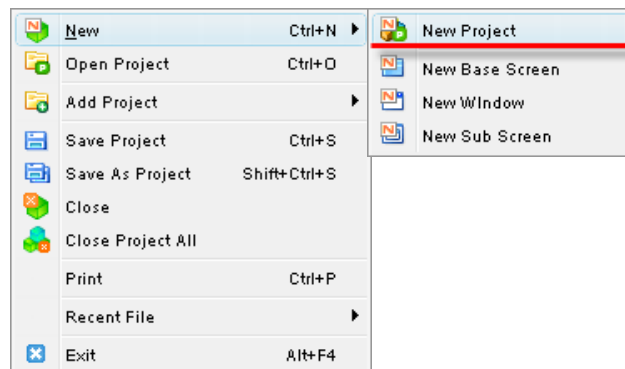 New Ctrl+N
Open Project Ctrl+O
Add Project
Save Project Ctrl+S
Save As Project Shift+Ctrl+S
Close
Close Project All
Print Ctrl+P
Recent File
Exit Alt+F4
New Project
New Base Screen
New WIndow
New Sub Screen